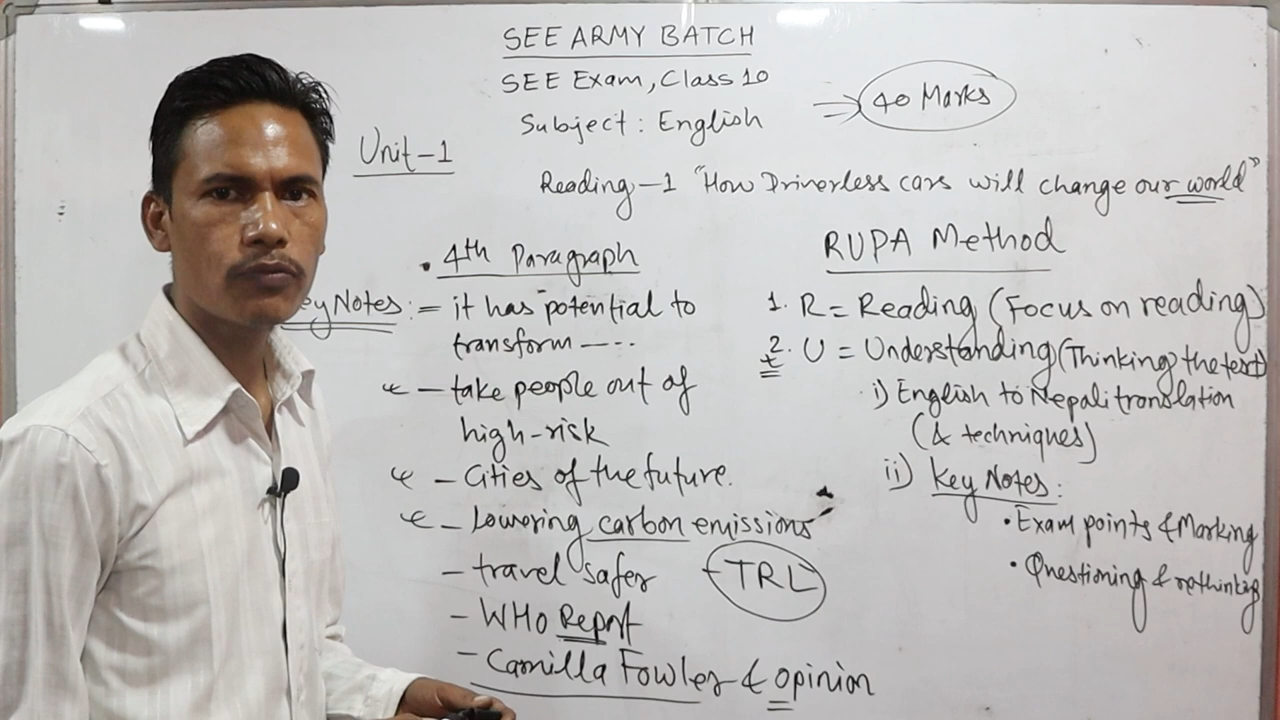 SEE ARMY BATCH
SEE Exam, Class 10
Subject : English
⇒ 40 Marks
Unit-1
Reading-1 "How Driverless cars will change our world"
• 4th Paragraph
ey Notes : = it has potential to
transform ----
- take people out of
high-risk
- Cities of the future.
- Lowering carbon emissions
- travel safer
TRL
- WHO Report
- Camilla Fowler & opinion
RUPA Method
1. R = Reading (Focus on reading)
2. U = Understanding (Thinking the text)
i) English to Nepali translation
(& techniques)
ii) Key Notes :
• Exam points & Marking
• Questioning & rethinking